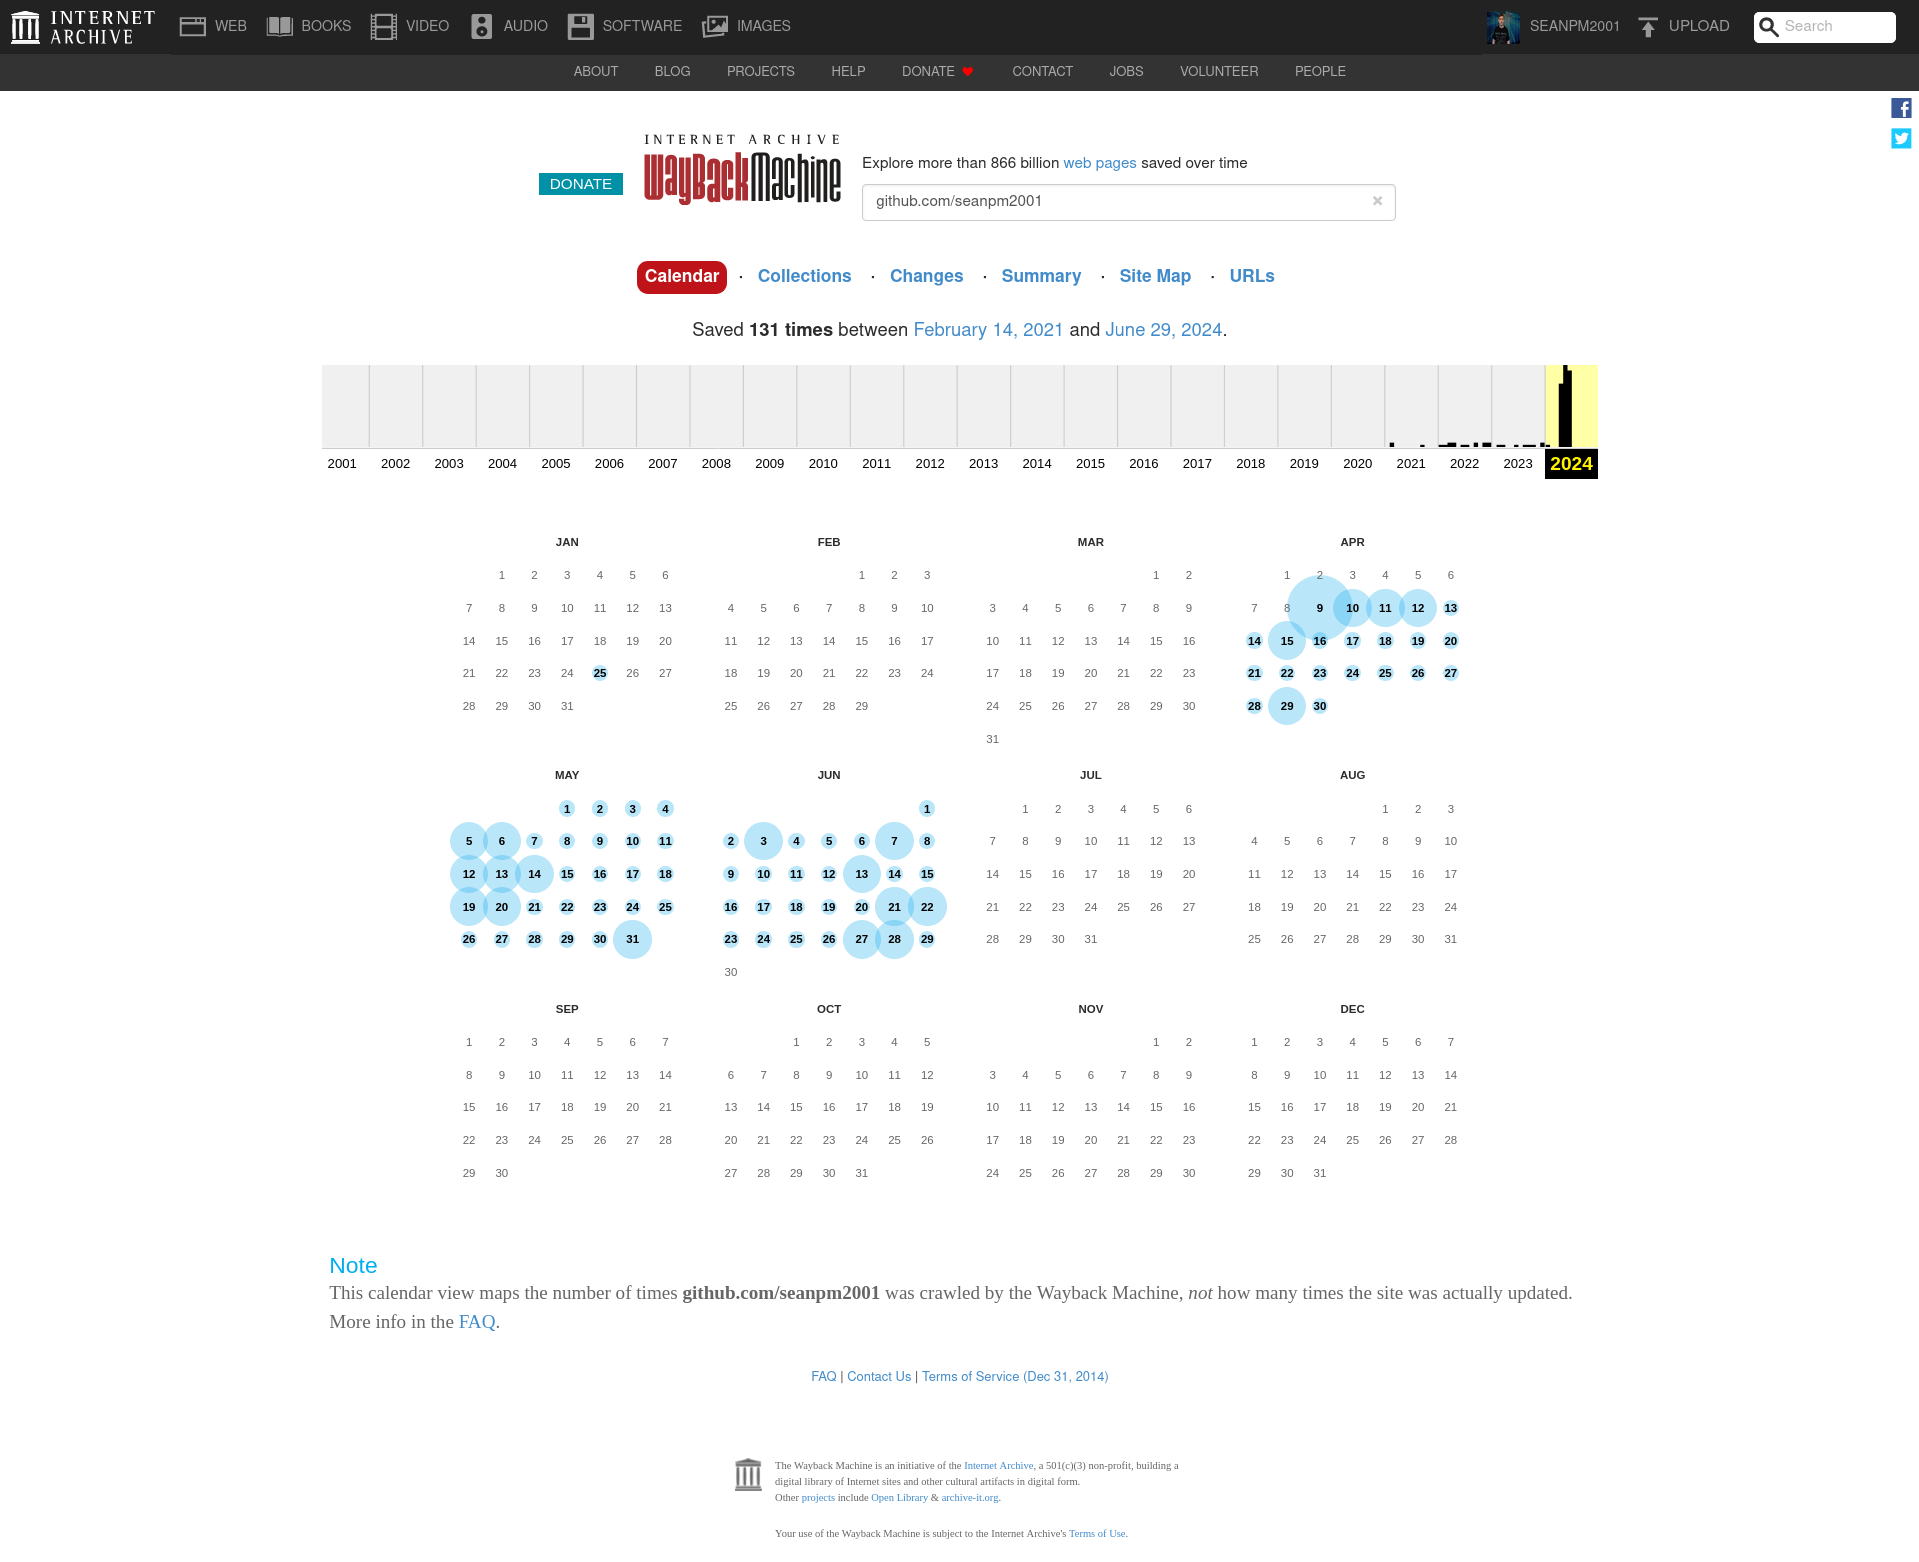 INTERNET ARCHIVE WEB BOOKS VIDEO AUDIO SOFTWARE IMAGES SEANPM2001 UPLOAD Search
ABOUT BLOG PROJECTS HELP DONATE CONTACT JOBS VOLUNTEER PEOPLE
INTERNET ARCHIVE
WayBackMachine
DONATE
Explore more than 866 billion web pages saved over time
github.com/seanpm2001 ×
Calendar · Collections · Changes · Summary · Site Map · URLs
Saved 131 times between February 14, 2021 and June 29, 2024.
2001 2002 2003 2004 2005 2006 2007 2008 2009 2010 2011 2012 2013 2014 2015 2016 2017 2018 2019 2020 2021 2022 2023 2024
JAN
1 2 3 4 5 6
7 8 9 10 11 12 13
14 15 16 17 18 19 20
21 22 23 24 25 26 27
28 29 30 31
FEB
1 2 3
4 5 6 7 8 9 10
11 12 13 14 15 16 17
18 19 20 21 22 23 24
25 26 27 28 29
MAR
1 2
3 4 5 6 7 8 9
10 11 12 13 14 15 16
17 18 19 20 21 22 23
24 25 26 27 28 29 30
31
APR
1 2 3 4 5 6
7 8 9 10 11 12 13
14 15 16 17 18 19 20
21 22 23 24 25 26 27
28 29 30
MAY
1 2 3 4
5 6 7 8 9 10 11
12 13 14 15 16 17 18
19 20 21 22 23 24 25
26 27 28 29 30 31
JUN
1
2 3 4 5 6 7 8
9 10 11 12 13 14 15
16 17 18 19 20 21 22
23 24 25 26 27 28 29
30
JUL
1 2 3 4 5 6
7 8 9 10 11 12 13
14 15 16 17 18 19 20
21 22 23 24 25 26 27
28 29 30 31
AUG
1 2 3
4 5 6 7 8 9 10
11 12 13 14 15 16 17
18 19 20 21 22 23 24
25 26 27 28 29 30 31
SEP
1 2 3 4 5 6 7
8 9 10 11 12 13 14
15 16 17 18 19 20 21
22 23 24 25 26 27 28
29 30
OCT
1 2 3 4 5
6 7 8 9 10 11 12
13 14 15 16 17 18 19
20 21 22 23 24 25 26
27 28 29 30 31
NOV
1 2
3 4 5 6 7 8 9
10 11 12 13 14 15 16
17 18 19 20 21 22 23
24 25 26 27 28 29 30
DEC
1 2 3 4 5 6 7
8 9 10 11 12 13 14
15 16 17 18 19 20 21
22 23 24 25 26 27 28
29 30 31
Note
This calendar view maps the number of times github.com/seanpm2001 was crawled by the Wayback Machine, not how many times the site was actually updated.
More info in the FAQ.
FAQ | Contact Us | Terms of Service (Dec 31, 2014)
The Wayback Machine is an initiative of the Internet Archive, a 501(c)(3) non-profit, building a
digital library of Internet sites and other cultural artifacts in digital form.
Other projects include Open Library & archive-it.org.
Your use of the Wayback Machine is subject to the Internet Archive's Terms of Use.